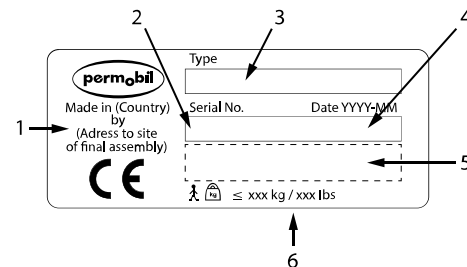 2
3
4
Type
permobil
Made in (Country)
by
(Adress to site
of final assembly)
Serial No.
Date YYYY-MM
1
5
CE
kg
≤ xxx kg / xxx lbs
6